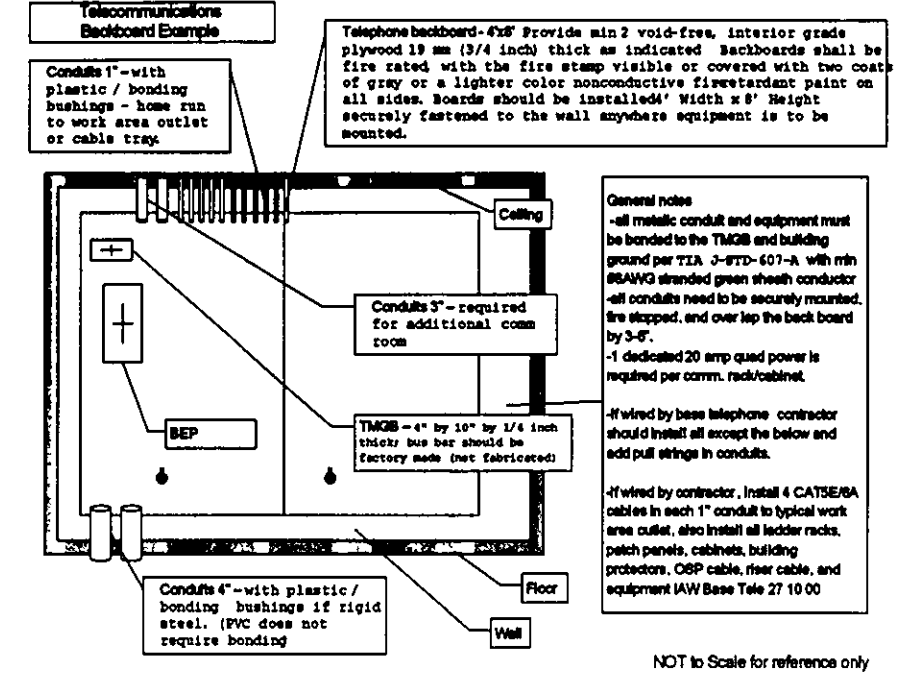 Telecommunications
Backboard Example
Telephone backboard - 4'x8' Provide min 2 void-free, interior grade
plywood 19 mm (3/4 inch) thick as indicated Backboards shall be
fire rated, with the fire stamp visible or covered with two coats
of gray or a lighter color nonconductive fireretardant paint on
all sides. Boards should be installed4' Width x 8' Height
securely fastened to the wall anywhere equipment is to be
mounted.
Conduits 1" – with
plastic / bonding
bushings – home run
to work area outlet
or cable tray.
Ceiling
General notes
-all metalic conduit and equipment must
be bonded to the TMGB and building
ground per TIA J-STD-607-A with min
#6AWG stranded green sheath conductor
-all conduits need to be securely mounted,
fire stopped, and over lap the back board
by 3-6".
-1 dedicated 20 amp quad power is
required per comm. rack/cabinet.
-If wired by base telephone contractor
should install all except the below and
add pull strings in conduits.
-If wired by contractor, install 4 CAT5E/6A
cables in each 1" conduit to typical work
area outlet, also install all ladder racks,
patch panels, cabinets, building
protectors, OSP cable, riser cable, and
equipment IAW Base Tele 27 10 00
Conduits 3" – required
for additional comm
room
BEP
TMGB – 4" by 10" by 1/4 inch
thick; bus bar should be
factory made (not fabricated)
Conduits 4" – with plastic /
bonding bushings if rigid
steel. (PVC does not
require bonding
Floor
Wall
NOT to Scale for reference only